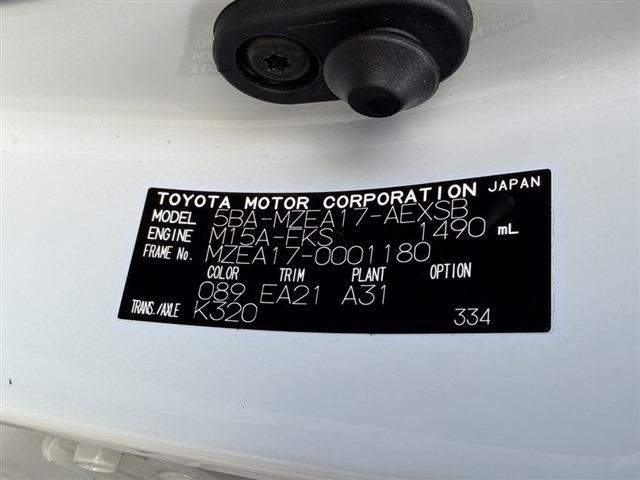 TOYOTA MOTOR CORPORATION JAPAN
MODEL 5BA-MZEA17-AEXSB
ENGINE M15A-FKS 1490 mL
FRAME No. MZEA17-0001180
COLOR TRIM PLANT OPTION
089 EA21 A31
TRANS./AXLE K320 334